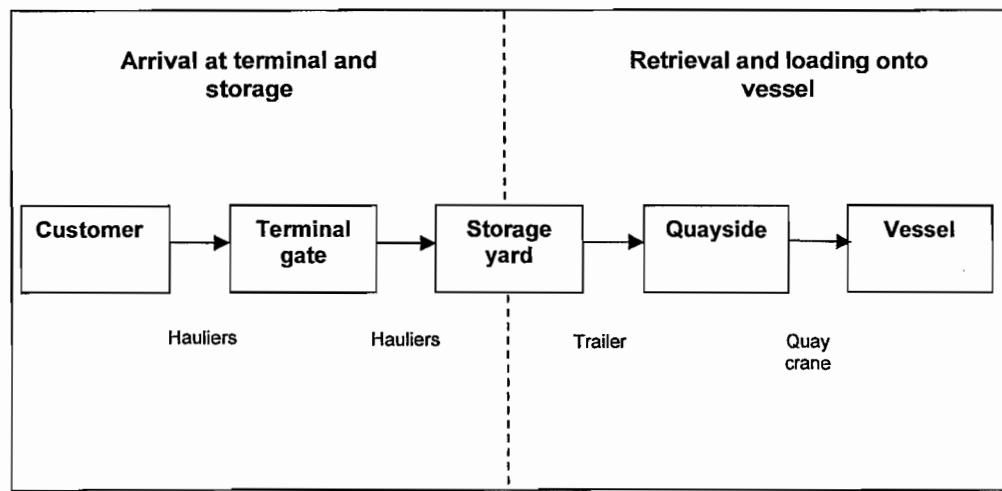 Arrival at terminal and
storage
Retrieval and loading onto
vessel
Customer
Terminal
gate
Storage
yard
Quayside
Vessel
Hauliers
Hauliers
Trailer
Quay
crane